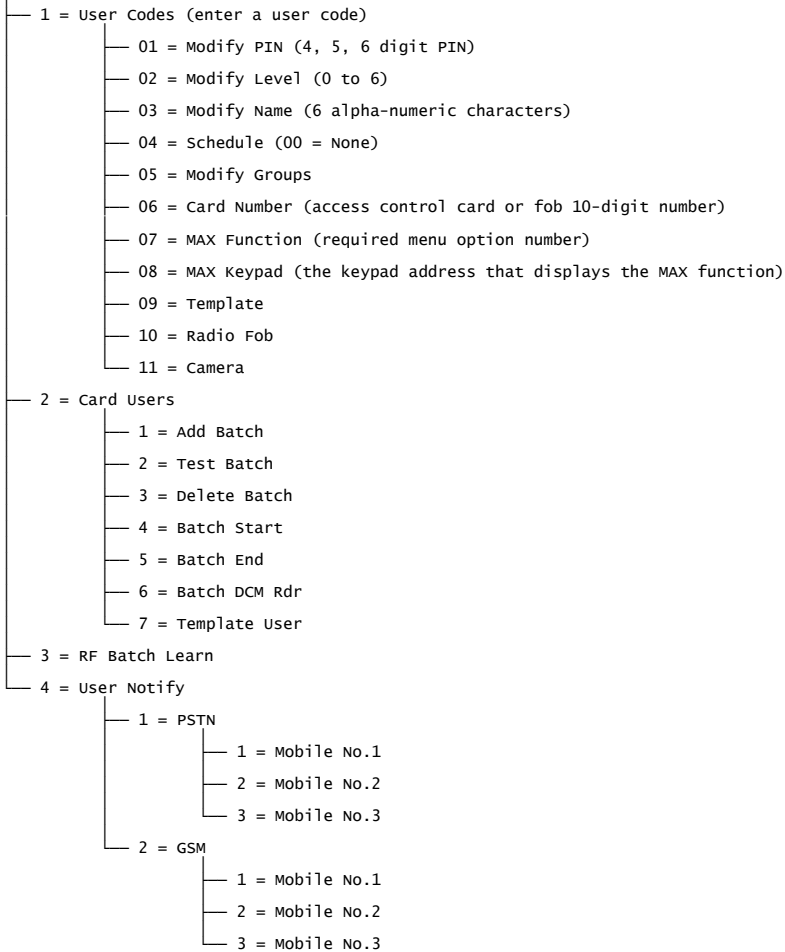 1 = User Codes (enter a user code)
01 = Modify PIN (4, 5, 6 digit PIN)
02 = Modify Level (0 to 6)
03 = Modify Name (6 alpha-numeric characters)
04 = Schedule (00 = None)
05 = Modify Groups
06 = Card Number (access control card or fob 10-digit number)
07 = MAX Function (required menu option number)
08 = MAX Keypad (the keypad address that displays the MAX function)
09 = Template
10 = Radio Fob
11 = Camera
2 = Card Users
1 = Add Batch
2 = Test Batch
3 = Delete Batch
4 = Batch Start
5 = Batch End
6 = Batch DCM Rdr
7 = Template User
3 = RF Batch Learn
4 = User Notify
1 = PSTN
1 = Mobile No.1
2 = Mobile No.2
3 = Mobile No.3
2 = GSM
1 = Mobile No.1
2 = Mobile No.2
3 = Mobile No.3